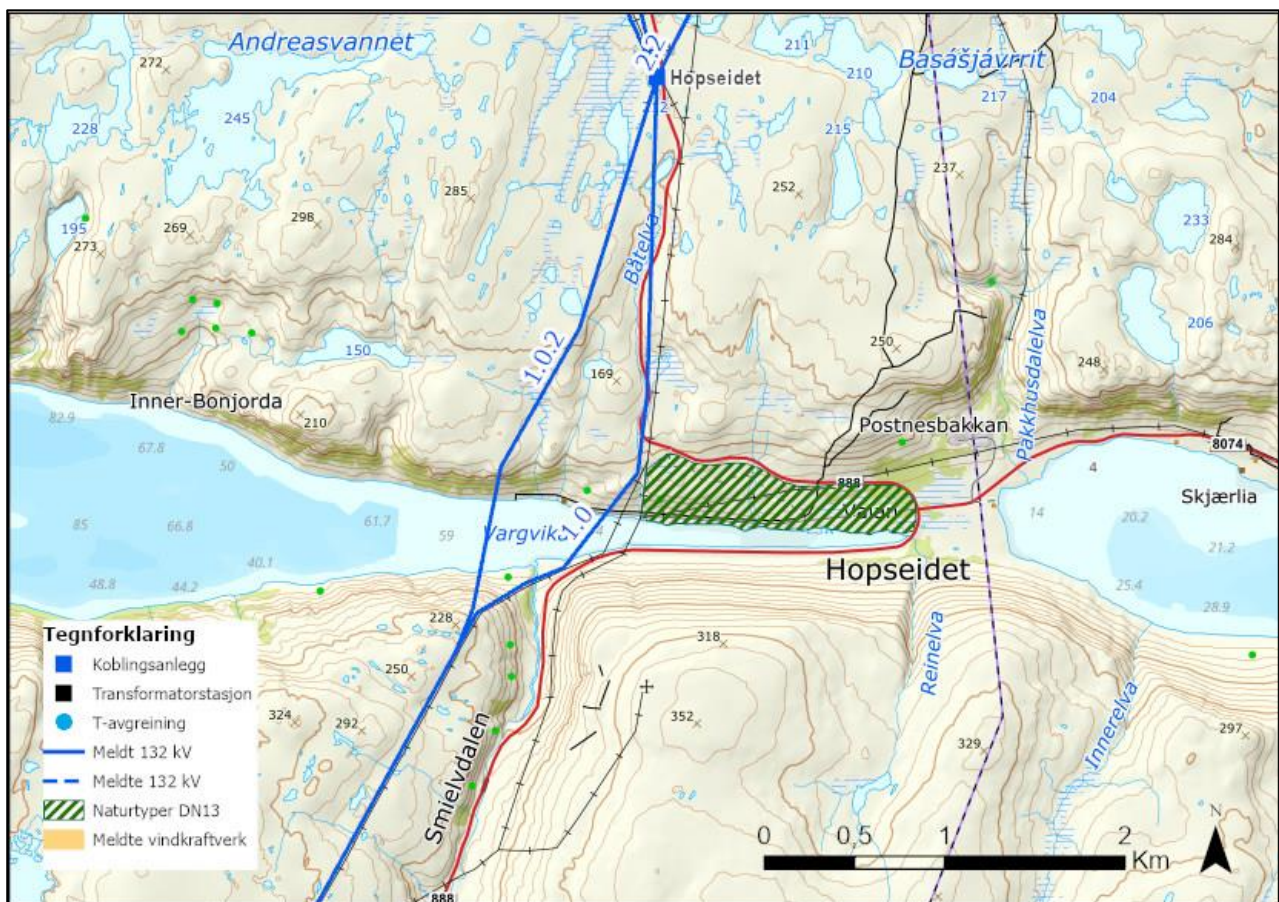 Andreasvannet
2.2
211
Basášjávrrit
272
210
Hopseidet
2
217
204
228
245
215
237
285
252
195
298
269
273
233
284
Båtelva
206
150
250
1.0.2
169
248
Inner-Bonjorda
210
Postnesbakkan
Pakkhusdalelva
82.9
67.8
50
888
8074
4
Skjærlia
85
66.8
61.7
59
Vargvika
1.0
14
20.2
40.1
21.2
Hopseidet
48.8
44.2
25.4
28.9
228
318
Reinelva
Innerelva
250
324
292
352
329
297
Smielvdalen
888
Tegnforklaring
Koblingsanlegg
Transformatorstasjon
T-avgreining
Meldt 132 kV
Meldte 132 kV
Naturtyper DN13
Meldte vindkraftverk
N
0 0,5 1 2
Km